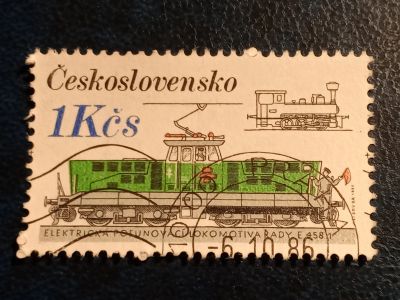 Československo
1Kčs
ELEKTRICKÁ POSUNOVACÍ LOKOMOTIVA ŘADY E 458.1
-6.10.86